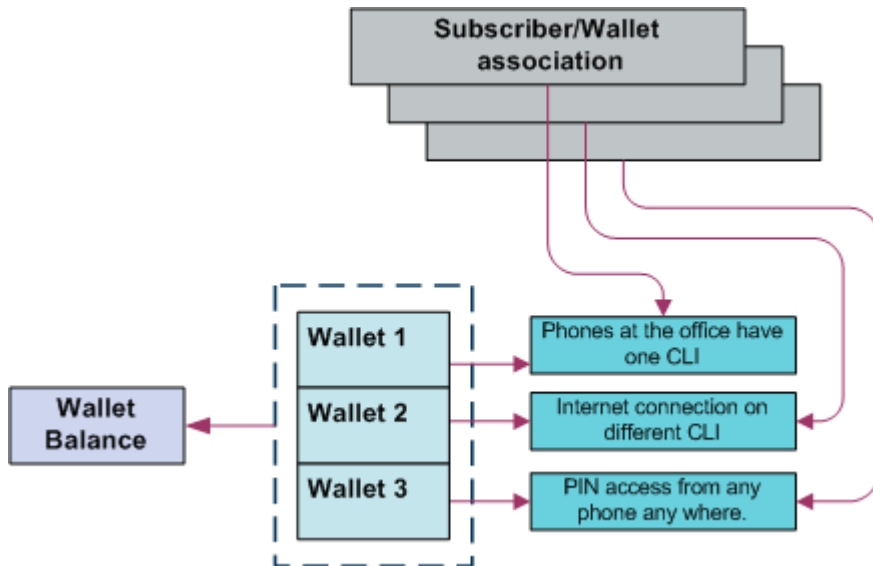 Subscriber/Wallet
association
Wallet 1
Phones at the office have
one CLI
Wallet 2
Internet connection on
different CLI
Wallet
Balance
Wallet 3
PIN access from any
phone any where.